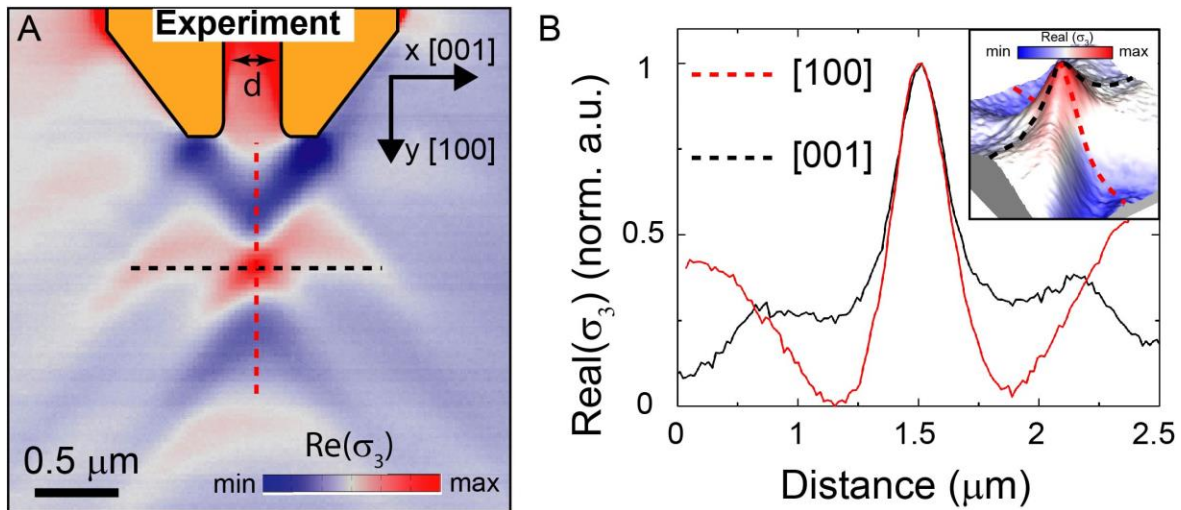 A
Experiment
d
x [001]
y [100]
0.5 μm
Re(σ3)
min
max
B
Real(σ3) (norm. a.u.)
1
0.5
0
[100]
[001]
Real (σ3)
min
max
0
1
1.5
2
2.5
Distance (μm)